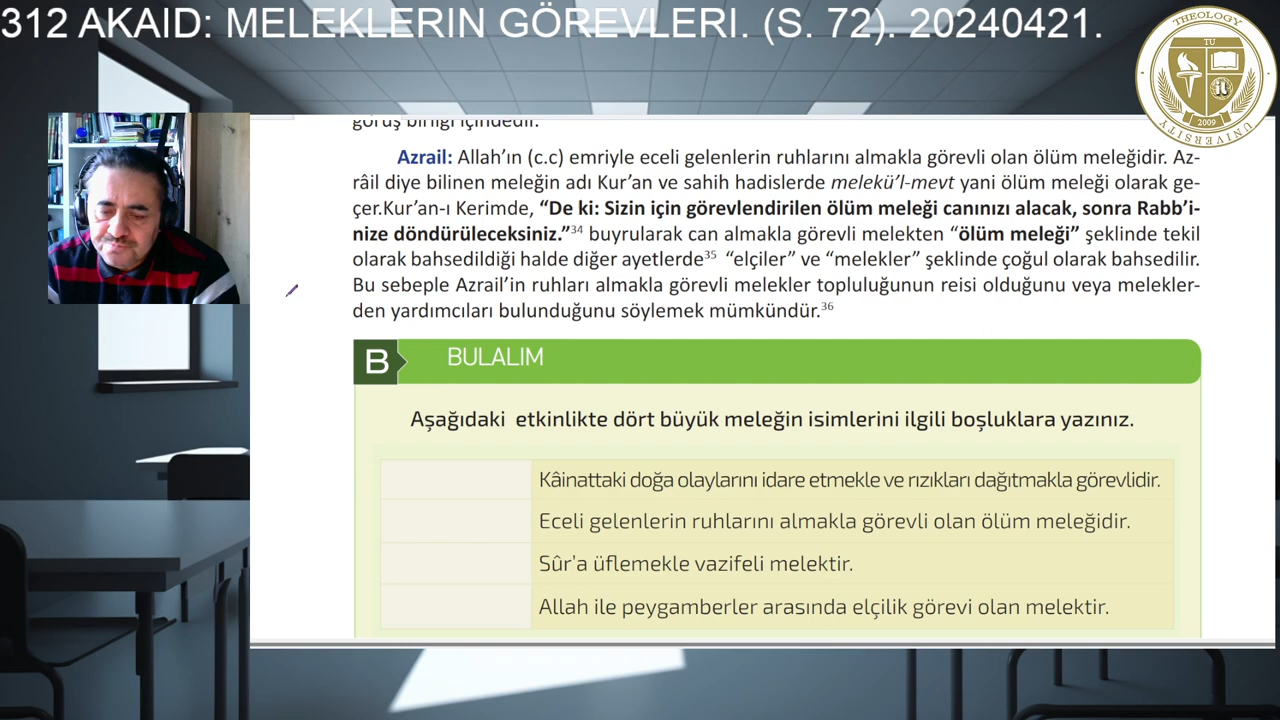 312 AKAID: MELEKLERIN GÖREVLERI. (S. 72). 20240421.
THEOLOGY
TU
2009
UNIVERSITY
görüş birliği içindedir.
Azrail: Allah’ın (c.c) emriyle eceli gelenlerin ruhlarını almakla görevli olan ölüm meleğidir. Az-
râil diye bilinen meleğin adı Kur’an ve sahih hadislerde melekü’l-mevt yani ölüm meleği olarak ge-
çer.Kur’an-ı Kerimde, “De ki: Sizin için görevlendirilen ölüm meleği canınızı alacak, sonra Rabb’i-
nize döndürüleceksiniz.”34 buyrularak can almakla görevli melekten “ölüm meleği” şeklinde tekil
olarak bahsedildiği halde diğer ayetlerde35 “elçiler” ve “melekler” şeklinde çoğul olarak bahsedilir.
Bu sebeple Azrail’in ruhları almakla görevli melekler topluluğunun reisi olduğunu veya melekler-
den yardımcıları bulunduğunu söylemek mümkündür.36
B BULALIM
Aşağıdaki etkinlikte dört büyük meleğin isimlerini ilgili boşluklara yazınız.
Kâinattaki doğa olaylarını idare etmekle ve rızıkları dağıtmakla görevlidir.
Eceli gelenlerin ruhlarını almakla görevli olan ölüm meleğidir.
Sûr’a üflemekle vazifeli melektir.
Allah ile peygamberler arasında elçilik görevi olan melektir.